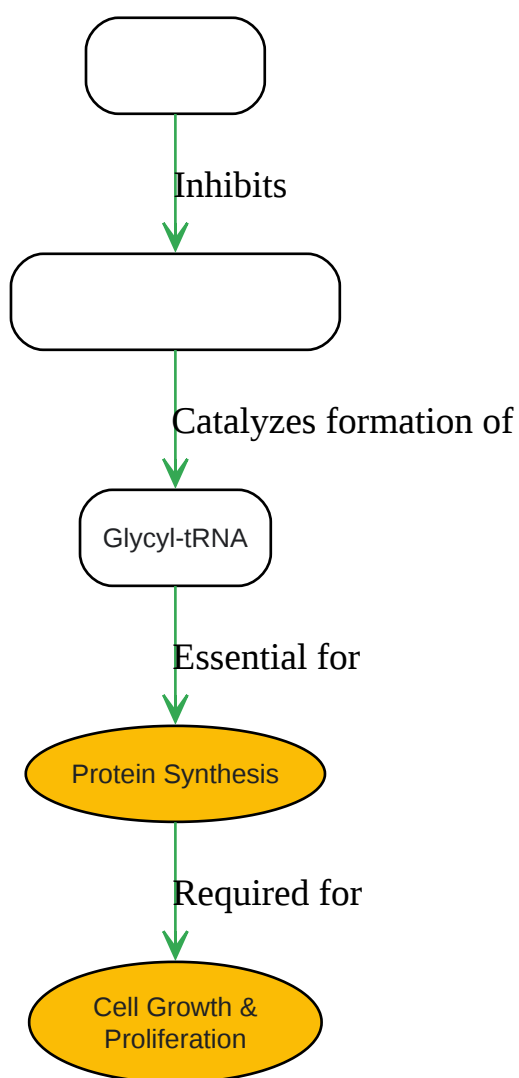 Inhibits
Catalyzes formation of
Glycyl-tRNA
Essential for
Protein Synthesis
Required for
Cell Growth &
Proliferation